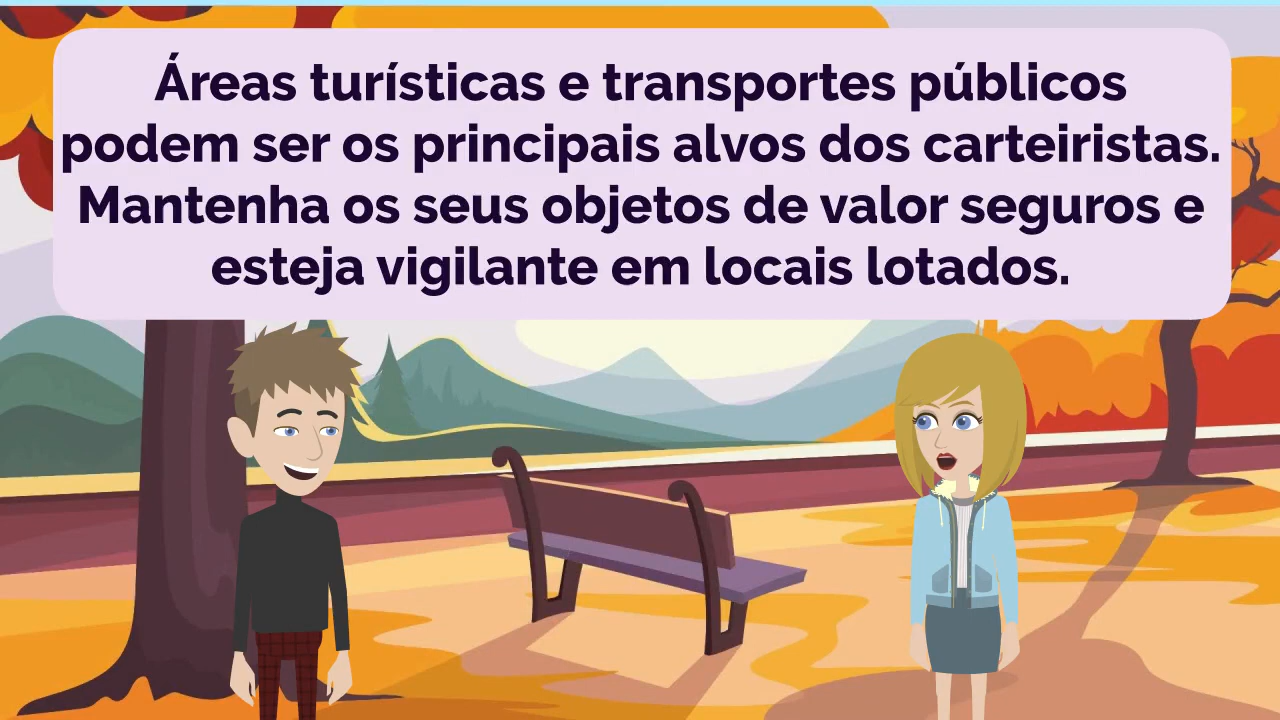 Áreas turísticas e transportes públicos
podem ser os principais alvos dos carteiristas.
Mantenha os seus objetos de valor seguros e
esteja vigilante em locais lotados.